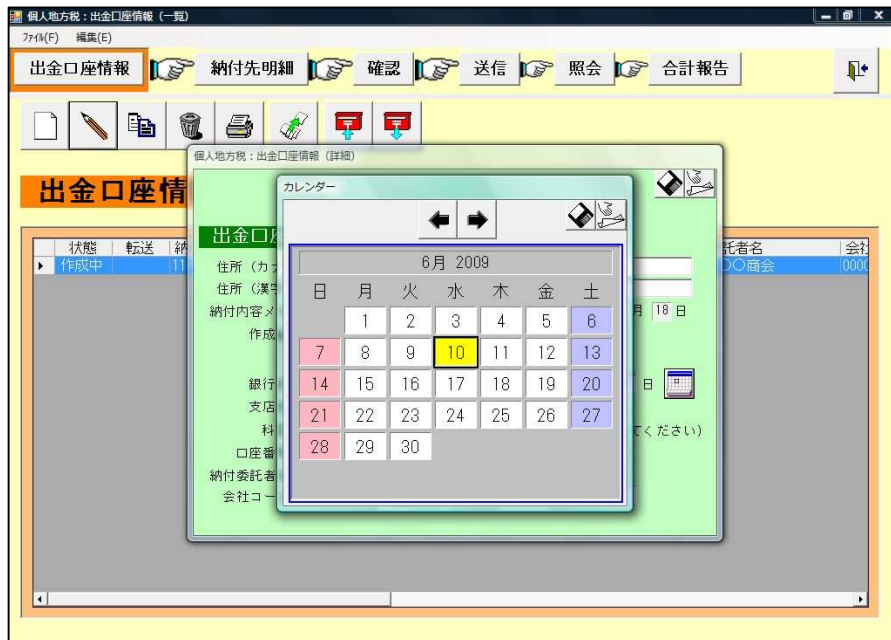 個人地方税：出金口座情報（一覧）
ﾌｧｲﾙ(F) 編集(E)
出金口座情報 納付先明細 確認 送信 照会 合計報告
個人地方税：出金口座情報（詳細）
出金口座情
カレンダー
出金口座
状態 転送 納 託者名 会社
作成中 11 〇〇商会 0000
住所（カナ
住所（漢字
納付内容メ 月 18 日
作成
銀行 日
支店
科 てください）
口座番
納付委託者
会社コー
6月 2009
日 月 火 水 木 金 土
1 2 3 4 5 6
7 8 9 10 11 12 13
14 15 16 17 18 19 20
21 22 23 24 25 26 27
28 29 30